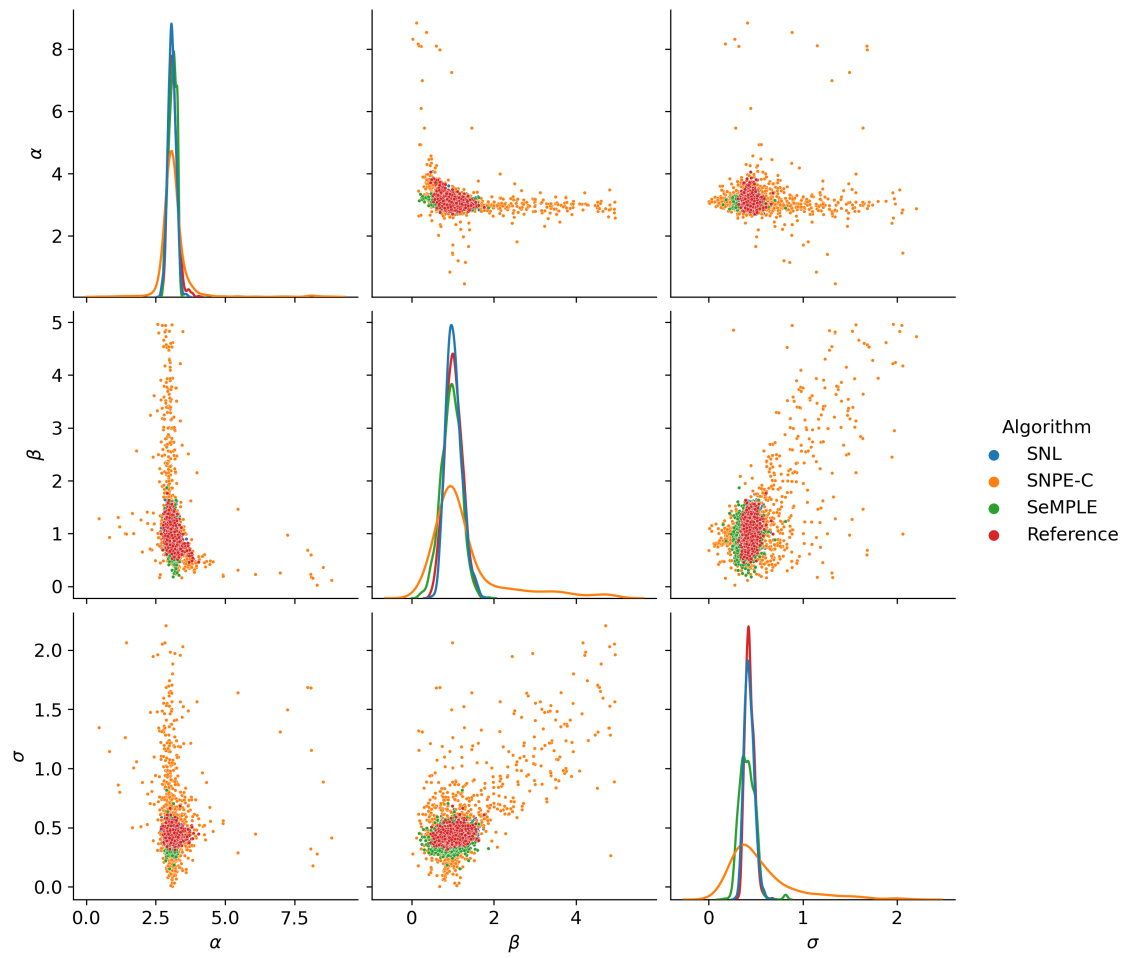 8
6
4
2
α
5
4
3
2
1
0
β
2.0
1.5
1.0
0.5
0.0
σ
0.0 2.5 5.0 7.5
α
0 2 4
β
0 1 2
σ
Algorithm
SNL
SNPE-C
SeMPLE
Reference